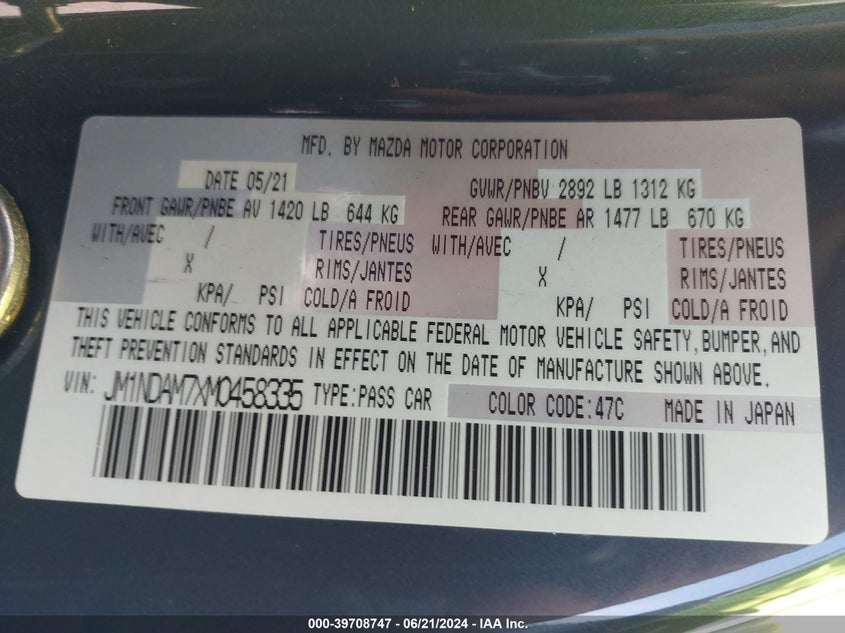 MFD. BY MAZDA MOTOR CORPORATION
DATE 05/21 GVWR/PNBV 2892 LB 1312 KG
FRONT GAWR/PNBE AV 1420 LB 644 KG REAR GAWR/PNBE AR 1477 LB 670 KG
WITH/AVEC / TIRES/PNEUS WITH/AVEC / TIRES/PNEUS
X RIMS/JANTES X RIMS/JANTES
KPA/ PSI COLD/A FROID KPA/ PSI COLD/A FROID
THIS VEHICLE CONFORMS TO ALL APPLICABLE FEDERAL MOTOR VEHICLE SAFETY, BUMPER, AND
THEFT PREVENTION STANDARDS IN EFFECT ON THE DATE OF MANUFACTURE SHOWN ABOVE.
VIN: JM1NDAM7XM0458335 TYPE:PASS CAR COLOR CODE:47C MADE IN JAPAN
000-39708747 - 06/21/2024 - IAA Inc.